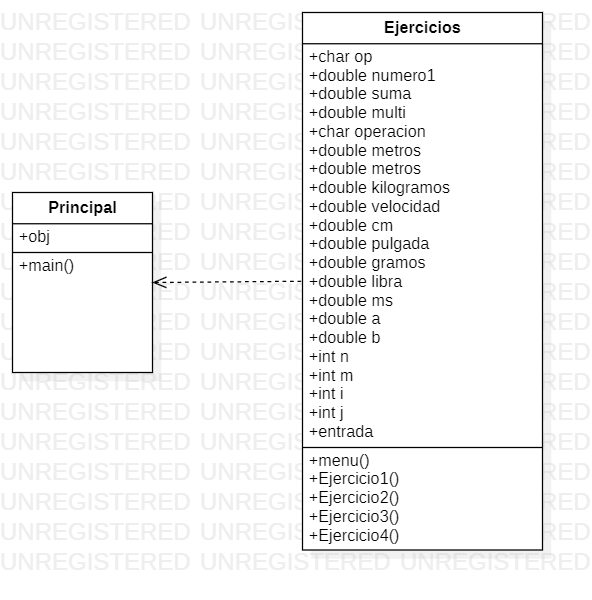 Ejercicios
+char op
+double numero1
+double suma
+double multi
+char operacion
+double metros
+double metros
+double kilogramos
+double velocidad
+double cm
+double pulgada
+double gramos
+double libra
+double ms
+double a
+double b
+int n
+int m
+int i
+int j
+entrada
+menu()
+Ejercicio1()
+Ejercicio2()
+Ejercicio3()
+Ejercicio4()
Principal
+obj
+main()
UNREGISTERED UNREGISTERED UNREGISTERED